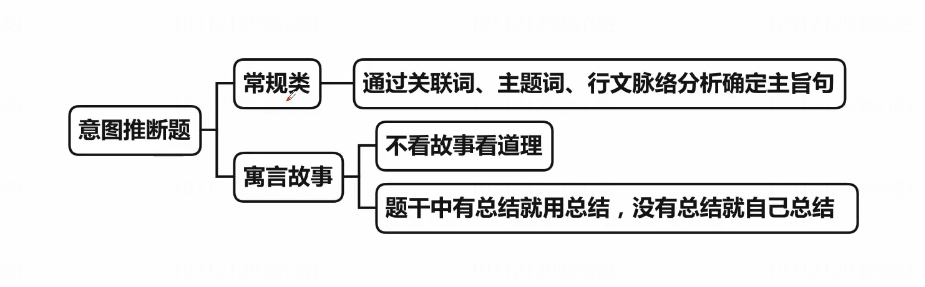 意图推断题
常规类
通过关联词、主题词、行文脉络分析确定主旨句
寓言故事
不看故事看道理
题干中有总结就用总结，没有总结就自己总结